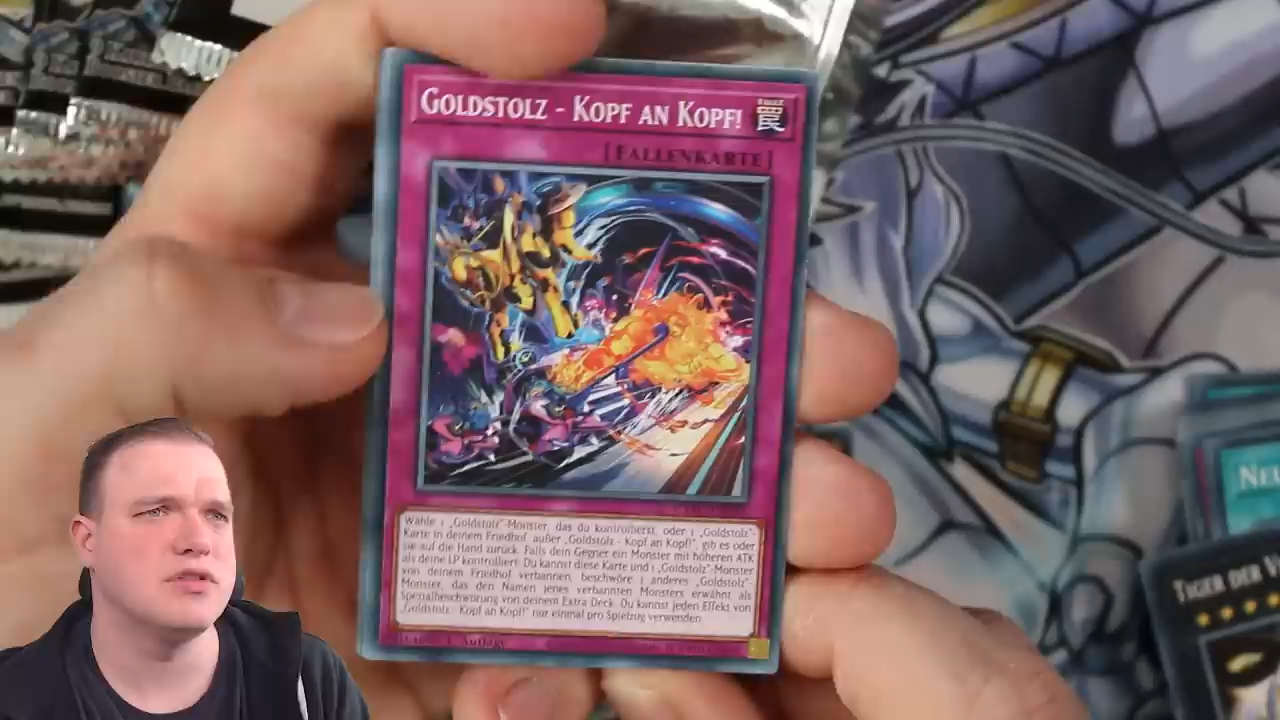 GOLDSTOLZ - KOPF AN KOPF!
[FALLENKARTE]
Wähle 1 „Goldstolz"-Monster, das du kontrollierst, oder 1 „Goldstolz"-
Karte in deinem Friedhof, außer „Goldstolz - Kopf an Kopf!", gib es oder
sie auf die Hand zurück. Falls dein Gegner ein Monster mit höheren ATK
als deine LP kontrolliert: Du kannst diese Karte und 1 „Goldstolz"-Monster
von deinem Friedhof verbannen; beschwöre 1 anderes „Goldstolz"-
Monster, das den Namen jenes verbannten Monsters erwähnt als
Spezialbeschwörung von deinem Extra Deck. Du kannst jeden Effekt von
„Goldstolz - Kopf an Kopf!" nur einmal pro Spielzug verwenden.
1. Auflage
NEU
TIGER DER